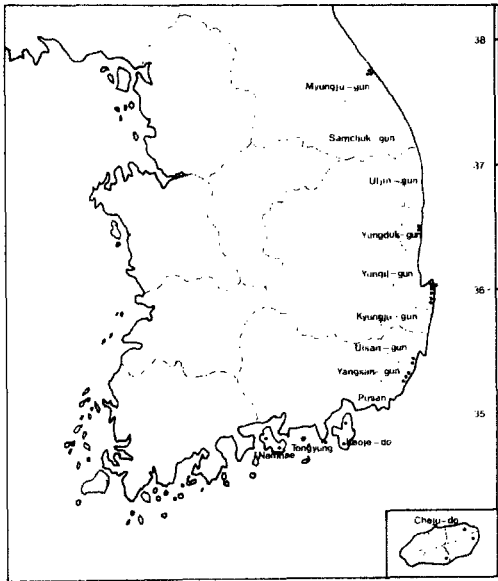 38
Myungju-gun
Samchuk-gun
37
Uljin-gun
Yungduk-gun
Yungil-gun
36
Kyungju-gun
Ulsan-gun
Yangsan-gun
Pusan
35
Keoje-do
Tongyung
Namhae
Cheju-do